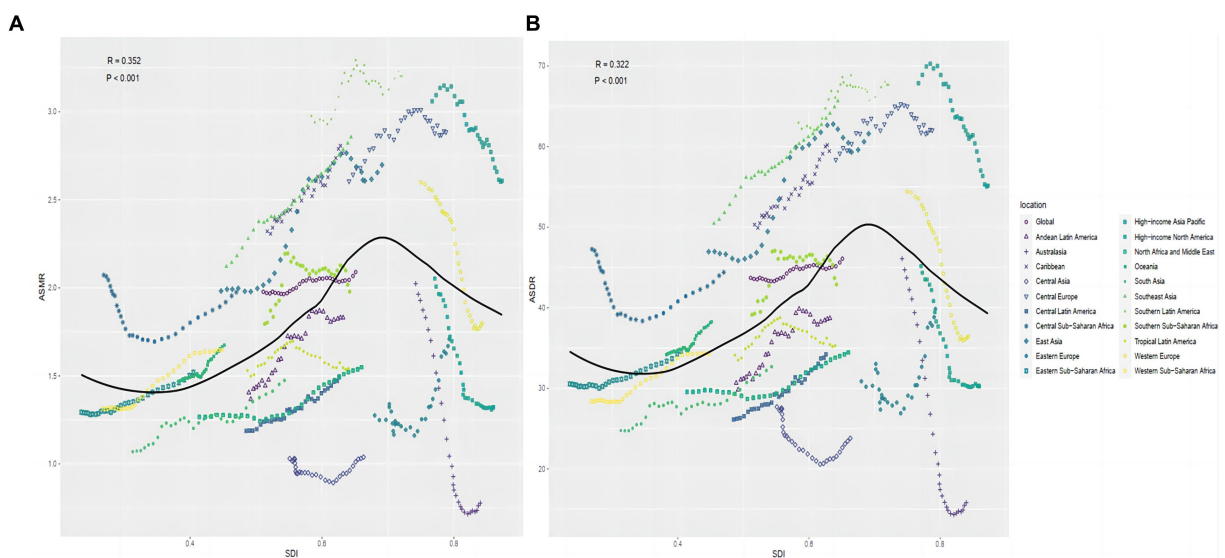 A
B
R = 0.352
P < 0.001
3.0
2.5
2.0
1.5
1.0
ASMR
0.4
0.6
0.8
SDI
R = 0.322
P < 0.001
70
60
50
40
30
20
ASDR
0.4
0.6
0.8
SDI
location
Global
Andean Latin America
Australasia
Caribbean
Central Asia
Central Europe
Central Latin America
Central Sub-Saharan Africa
East Asia
Eastern Europe
Eastern Sub-Saharan Africa
High-income Asia Pacific
High-income North America
North Africa and Middle East
Oceania
South Asia
Southeast Asia
Southern Latin America
Southern Sub-Saharan Africa
Tropical Latin America
Western Europe
Western Sub-Saharan Africa